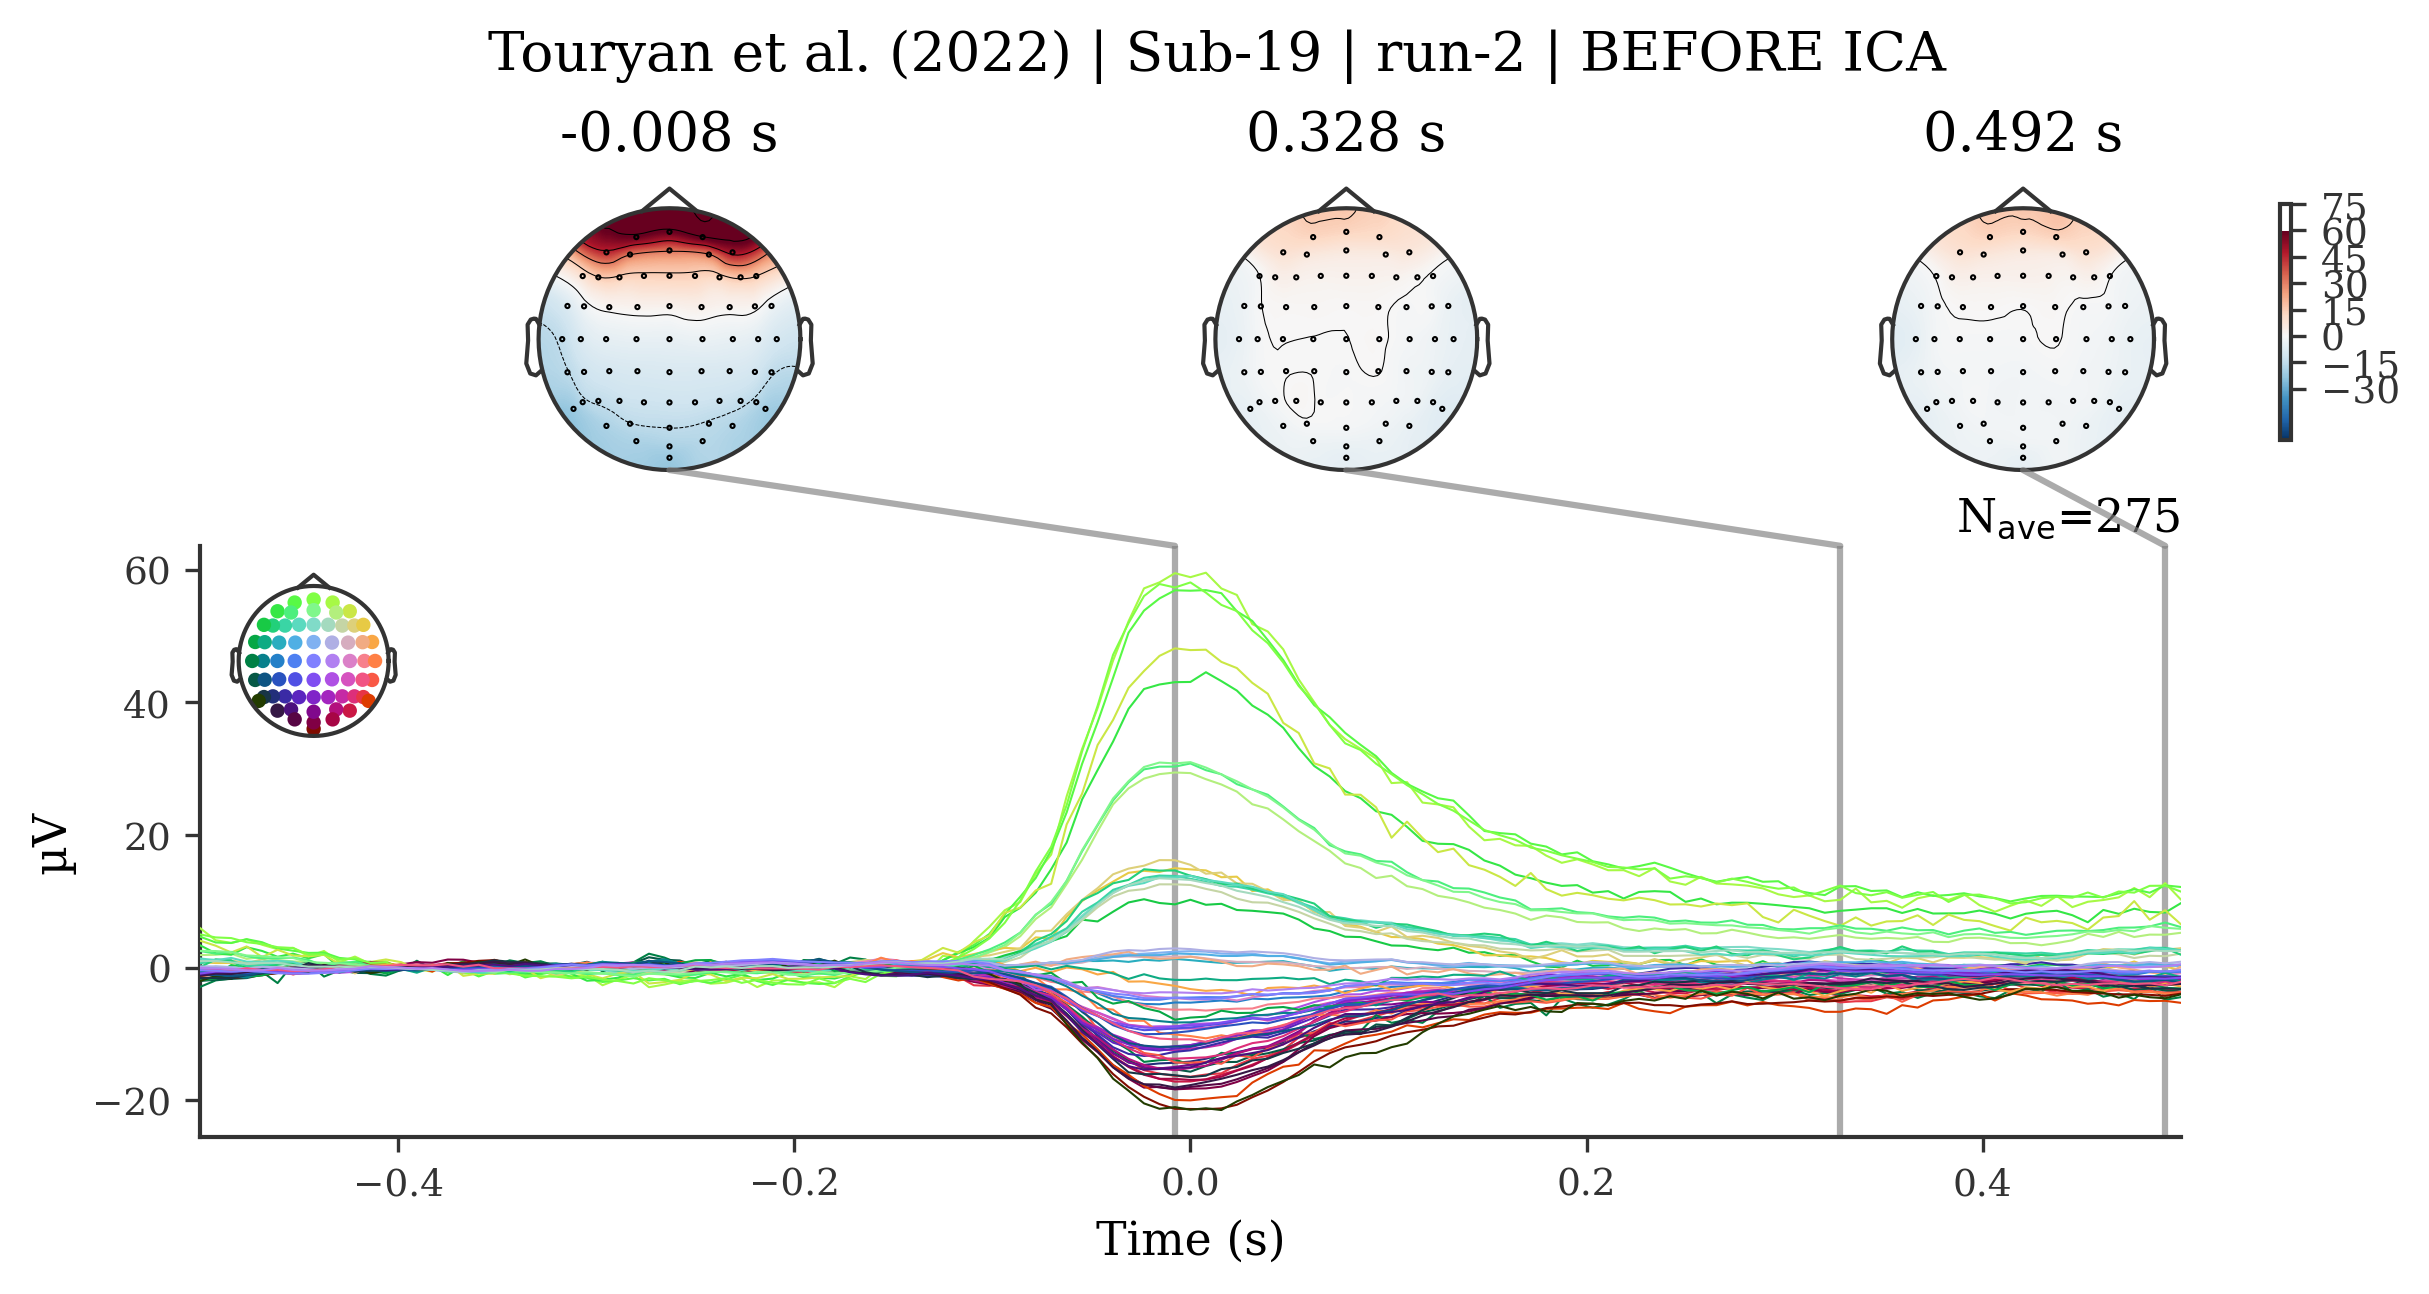 Touryan et al. (2022) | Sub-19 | run-2 | BEFORE ICA
-0.008 s
0.328 s
0.492 s
75
60
45
30
15
0
−15
−30
Nave=275
60
40
20
0
−20
µV
−0.4
−0.2
0.0
0.2
0.4
Time (s)